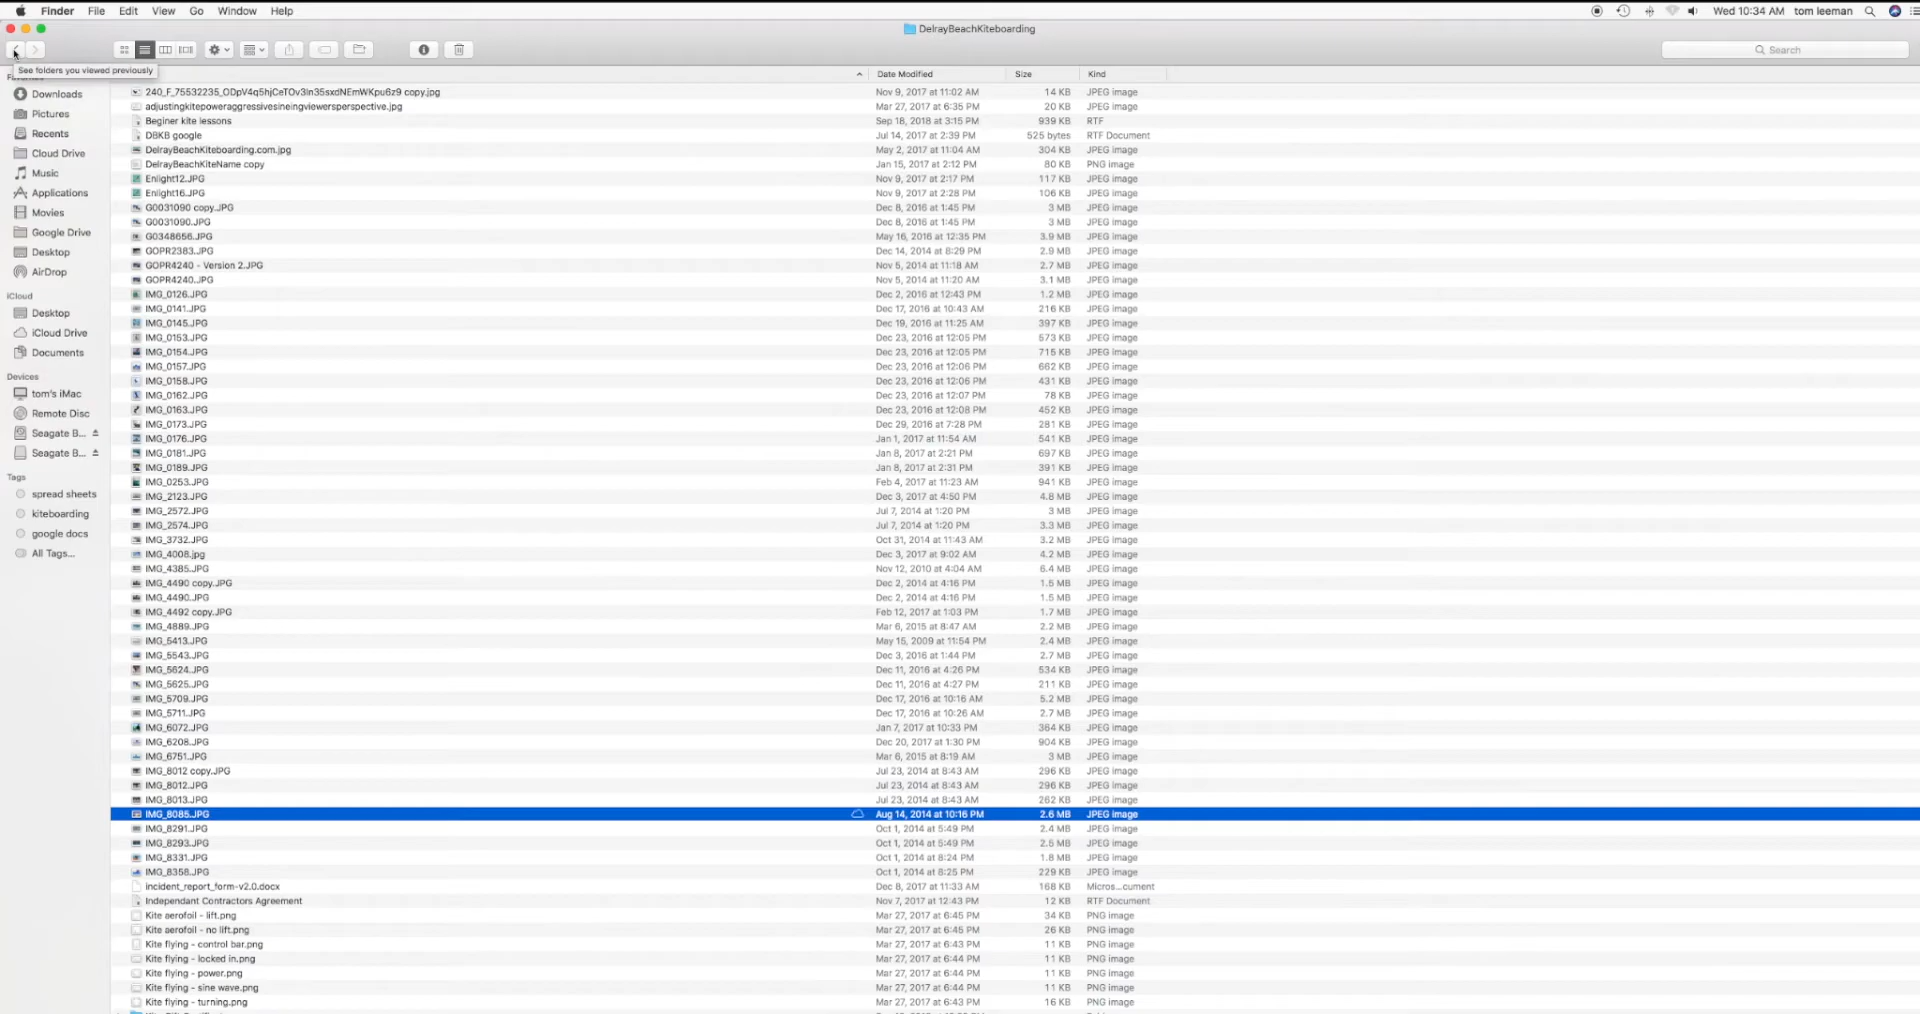 Finder File Edit View Go Window Help Wed 10:34 AM tom leeman
DelrayBeachKiteboarding
Search
See folders you viewed previously
Date Modified Size Kind
Downloads
Pictures
Recents
Cloud Drive
Music
Applications
Movies
Google Drive
Desktop
AirDrop
iCloud
Desktop
iCloud Drive
Documents
Devices
tom's iMac
Remote Disc
Seagate B...
Seagate B...
Tags
spread sheets
kiteboarding
google docs
All Tags...
240_F_75532235_ODpV4q5hjCeTOv3ln35sxdNEmWKpu6z9 copy.jpg Nov 9, 2017 at 11:02 AM 14 KB JPEG image
adjustingkitepoweraggressivesineingviewersperspective.jpg Mar 27, 2017 at 6:35 PM 20 KB JPEG image
Beginer kite lessons Sep 18, 2018 at 3:15 PM 939 KB RTF
DBKB google Jul 14, 2017 at 2:39 PM 525 bytes RTF Document
DelrayBeachKiteboarding.com.jpg May 2, 2017 at 11:04 AM 304 KB JPEG image
DelrayBeachKiteName copy Jan 15, 2017 at 2:12 PM 80 KB PNG image
Enlight12.JPG Nov 9, 2017 at 2:17 PM 117 KB JPEG image
Enlight16.JPG Nov 9, 2017 at 2:28 PM 106 KB JPEG image
G0031090 copy.JPG Dec 8, 2016 at 1:45 PM 3 MB JPEG image
G0031090.JPG Dec 8, 2016 at 1:45 PM 3 MB JPEG image
G0348656.JPG May 16, 2016 at 12:35 PM 3.9 MB JPEG image
GOPR2383.JPG Dec 14, 2014 at 8:29 PM 2.9 MB JPEG image
GOPR4240 - Version 2.JPG Nov 5, 2014 at 11:18 AM 2.7 MB JPEG image
GOPR4240.JPG Nov 5, 2014 at 11:20 AM 3.1 MB JPEG image
IMG_0126.JPG Dec 2, 2016 at 12:43 PM 1.2 MB JPEG image
IMG_0141.JPG Dec 17, 2016 at 10:43 AM 216 KB JPEG image
IMG_0145.JPG Dec 19, 2016 at 11:25 AM 397 KB JPEG image
IMG_0153.JPG Dec 23, 2016 at 12:05 PM 573 KB JPEG image
IMG_0154.JPG Dec 23, 2016 at 12:05 PM 715 KB JPEG image
IMG_0157.JPG Dec 23, 2016 at 12:06 PM 662 KB JPEG image
IMG_0158.JPG Dec 23, 2016 at 12:06 PM 431 KB JPEG image
IMG_0162.JPG Dec 23, 2016 at 12:07 PM 78 KB JPEG image
IMG_0163.JPG Dec 23, 2016 at 12:08 PM 452 KB JPEG image
IMG_0173.JPG Dec 29, 2016 at 7:28 PM 281 KB JPEG image
IMG_0176.JPG Jan 1, 2017 at 11:54 AM 541 KB JPEG image
IMG_0181.JPG Jan 8, 2017 at 2:21 PM 697 KB JPEG image
IMG_0189.JPG Jan 8, 2017 at 2:31 PM 391 KB JPEG image
IMG_0253.JPG Feb 4, 2017 at 11:23 AM 941 KB JPEG image
IMG_2123.JPG Dec 3, 2017 at 4:50 PM 4.8 MB JPEG image
IMG_2572.JPG Jul 7, 2014 at 1:20 PM 3 MB JPEG image
IMG_2574.JPG Jul 7, 2014 at 1:20 PM 3.3 MB JPEG image
IMG_3732.JPG Oct 31, 2014 at 11:43 AM 3.2 MB JPEG image
IMG_4008.jpg Dec 3, 2017 at 9:02 AM 4.2 MB JPEG image
IMG_4385.JPG Nov 12, 2010 at 4:04 AM 6.4 MB JPEG image
IMG_4490 copy.JPG Dec 2, 2014 at 4:16 PM 1.5 MB JPEG image
IMG_4490.JPG Dec 2, 2014 at 4:16 PM 1.5 MB JPEG image
IMG_4492 copy.JPG Feb 12, 2017 at 1:03 PM 1.7 MB JPEG image
IMG_4889.JPG Mar 6, 2015 at 8:47 AM 2.2 MB JPEG image
IMG_5413.JPG May 15, 2009 at 11:54 PM 2.4 MB JPEG image
IMG_5543.JPG Dec 3, 2016 at 1:44 PM 2.7 MB JPEG image
IMG_5624.JPG Dec 11, 2016 at 4:26 PM 534 KB JPEG image
IMG_5625.JPG Dec 11, 2016 at 4:27 PM 211 KB JPEG image
IMG_5709.JPG Dec 17, 2016 at 10:16 AM 5.2 MB JPEG image
IMG_5711.JPG Dec 17, 2016 at 10:26 AM 2.7 MB JPEG image
IMG_6072.JPG Jan 7, 2017 at 10:33 PM 364 KB JPEG image
IMG_6208.JPG Dec 20, 2017 at 1:30 PM 904 KB JPEG image
IMG_6751.JPG Mar 6, 2015 at 8:19 AM 3 MB JPEG image
IMG_8012 copy.JPG Jul 23, 2014 at 8:43 AM 296 KB JPEG image
IMG_8012.JPG Jul 23, 2014 at 8:43 AM 296 KB JPEG image
IMG_8013.JPG Jul 23, 2014 at 8:43 AM 262 KB JPEG image
IMG_8085.JPG Aug 14, 2014 at 10:16 PM 2.6 MB JPEG image
IMG_8291.JPG Oct 1, 2014 at 5:49 PM 2.4 MB JPEG image
IMG_8293.JPG Oct 1, 2014 at 5:49 PM 2.5 MB JPEG image
IMG_8331.JPG Oct 1, 2014 at 8:24 PM 1.8 MB JPEG image
IMG_8358.JPG Oct 1, 2014 at 8:25 PM 229 KB JPEG image
incident_report_form-v2.0.docx Dec 8, 2017 at 11:33 AM 168 KB Micros...cument
Independant Contractors Agreement Nov 7, 2017 at 12:43 PM 12 KB RTF Document
Kite aerofoil - lift.png Mar 27, 2017 at 6:45 PM 34 KB PNG image
Kite aerofoil - no lift.png Mar 27, 2017 at 6:45 PM 26 KB PNG image
Kite flying - control bar.png Mar 27, 2017 at 6:43 PM 11 KB PNG image
Kite flying - locked in.png Mar 27, 2017 at 6:44 PM 11 KB PNG image
Kite flying - power.png Mar 27, 2017 at 6:44 PM 11 KB PNG image
Kite flying - sine wave.png Mar 27, 2017 at 6:44 PM 11 KB PNG image
Kite flying - turning.png Mar 27, 2017 at 6:43 PM 16 KB PNG image